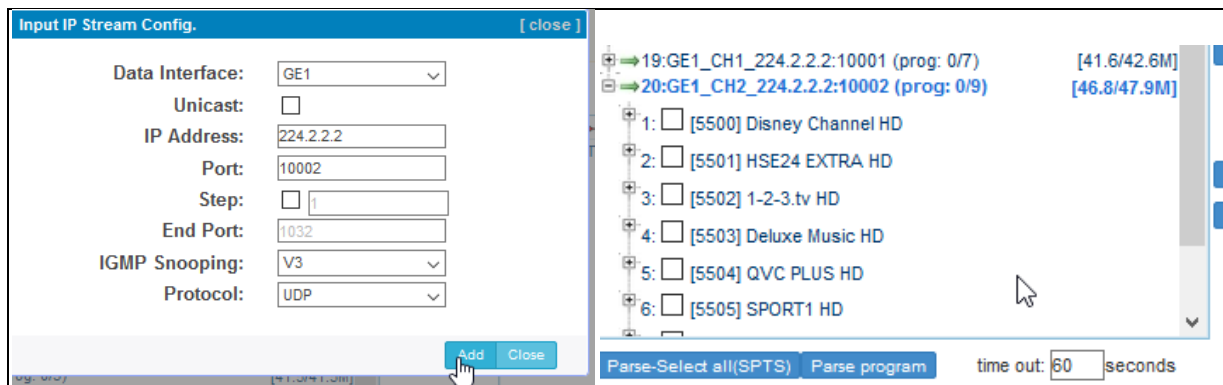 Input IP Stream Config. [ close ]
Data Interface: GE1
Unicast:
IP Address: 224.2.2.2
Port: 10002
Step: 1
End Port: 1032
IGMP Snooping: V3
Protocol: UDP
Add Close
19:GE1_CH1_224.2.2.2:10001 (prog: 0/7) [41.6/42.6M]
20:GE1_CH2_224.2.2.2:10002 (prog: 0/9) [46.8/47.9M]
1: [5500] Disney Channel HD
2: [5501] HSE24 EXTRA HD
3: [5502] 1-2-3.tv HD
4: [5503] Deluxe Music HD
5: [5504] QVC PLUS HD
6: [5505] SPORT1 HD
Parse-Select all(SPTS) Parse program time out: 60 seconds